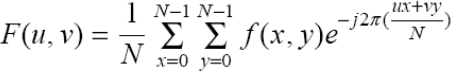 F(u, v) = \frac{1}{N} \sum_{x=0}^{N-1} \sum_{y=0}^{N-1} f(x, y) e^{-j2\pi(\frac{ux+vy}{N})}